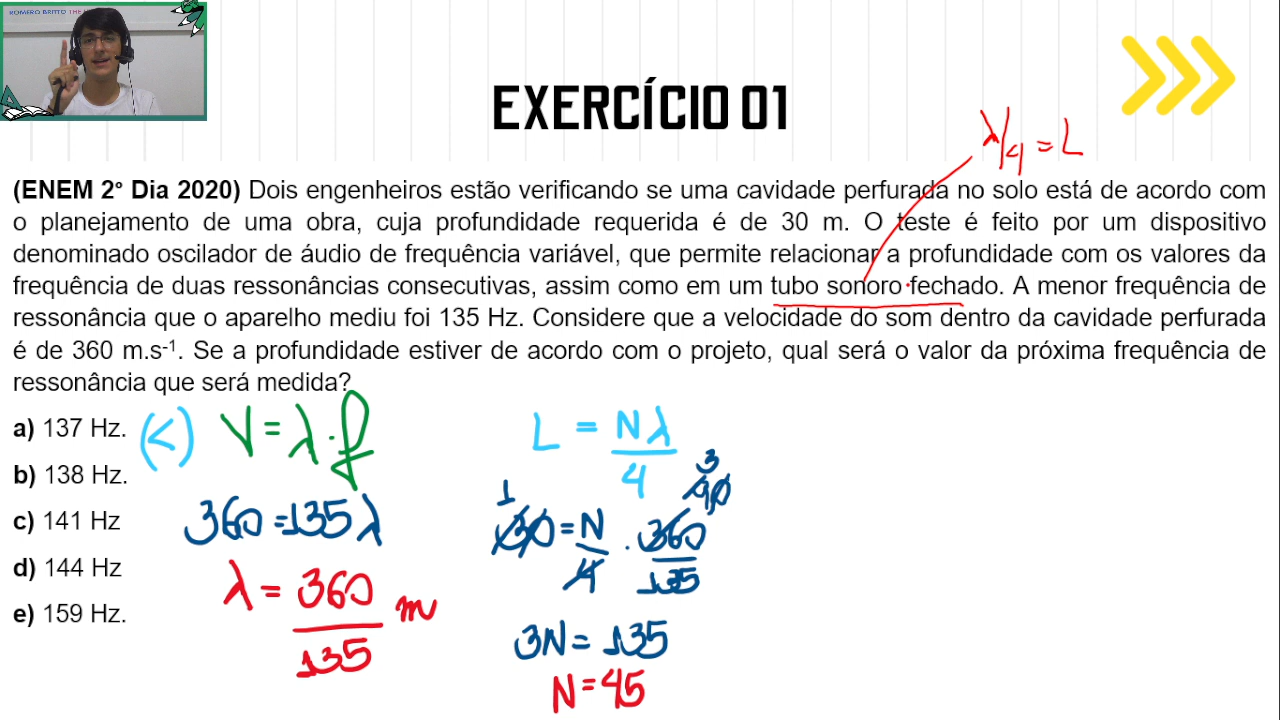 ROMERO BRITTO THE
EXERCÍCIO 01
λ/4 = L
(ENEM 2° Dia 2020) Dois engenheiros estão verificando se uma cavidade perfurada no solo está de acordo com
o planejamento de uma obra, cuja profundidade requerida é de 30 m. O teste é feito por um dispositivo
denominado oscilador de áudio de frequência variável, que permite relacionar a profundidade com os valores da
frequência de duas ressonâncias consecutivas, assim como em um tubo sonoro fechado. A menor frequência de
ressonância que o aparelho mediu foi 135 Hz. Considere que a velocidade do som dentro da cavidade perfurada
é de 360 m.s⁻¹. Se a profundidade estiver de acordo com o projeto, qual será o valor da próxima frequência de
ressonância que será medida?
a) 137 Hz.
b) 138 Hz.
c) 141 Hz
d) 144 Hz
e) 159 Hz.
(<) V = λ.f
360 = 135 λ
λ = 360/135 m
L = Nλ/4
1 3
30 = N/4 . 360/135 90
3N = 135
N = 45